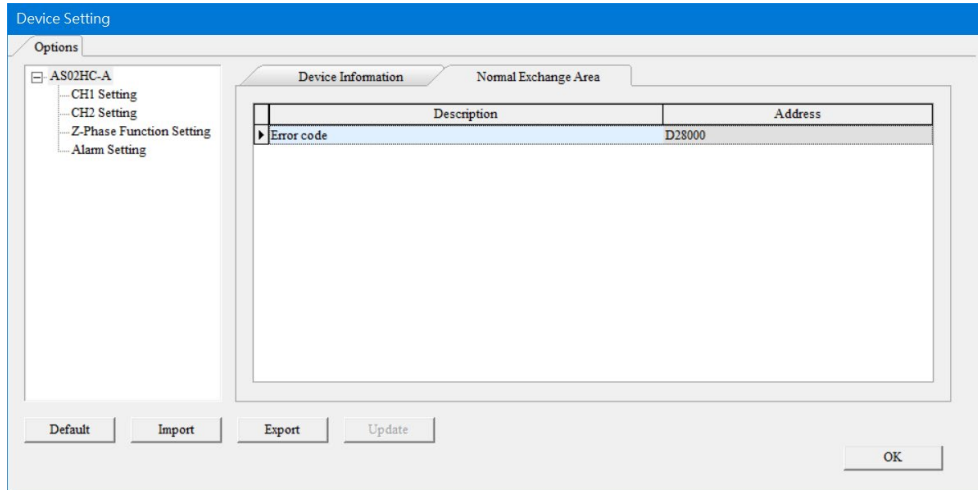 Device Setting
Options
AS02HC-A
CH1 Setting
CH2 Setting
Z-Phase Function Setting
Alarm Setting
Device Information
Normal Exchange Area
Description Address
Error code D28000
Default Import Export Update
OK